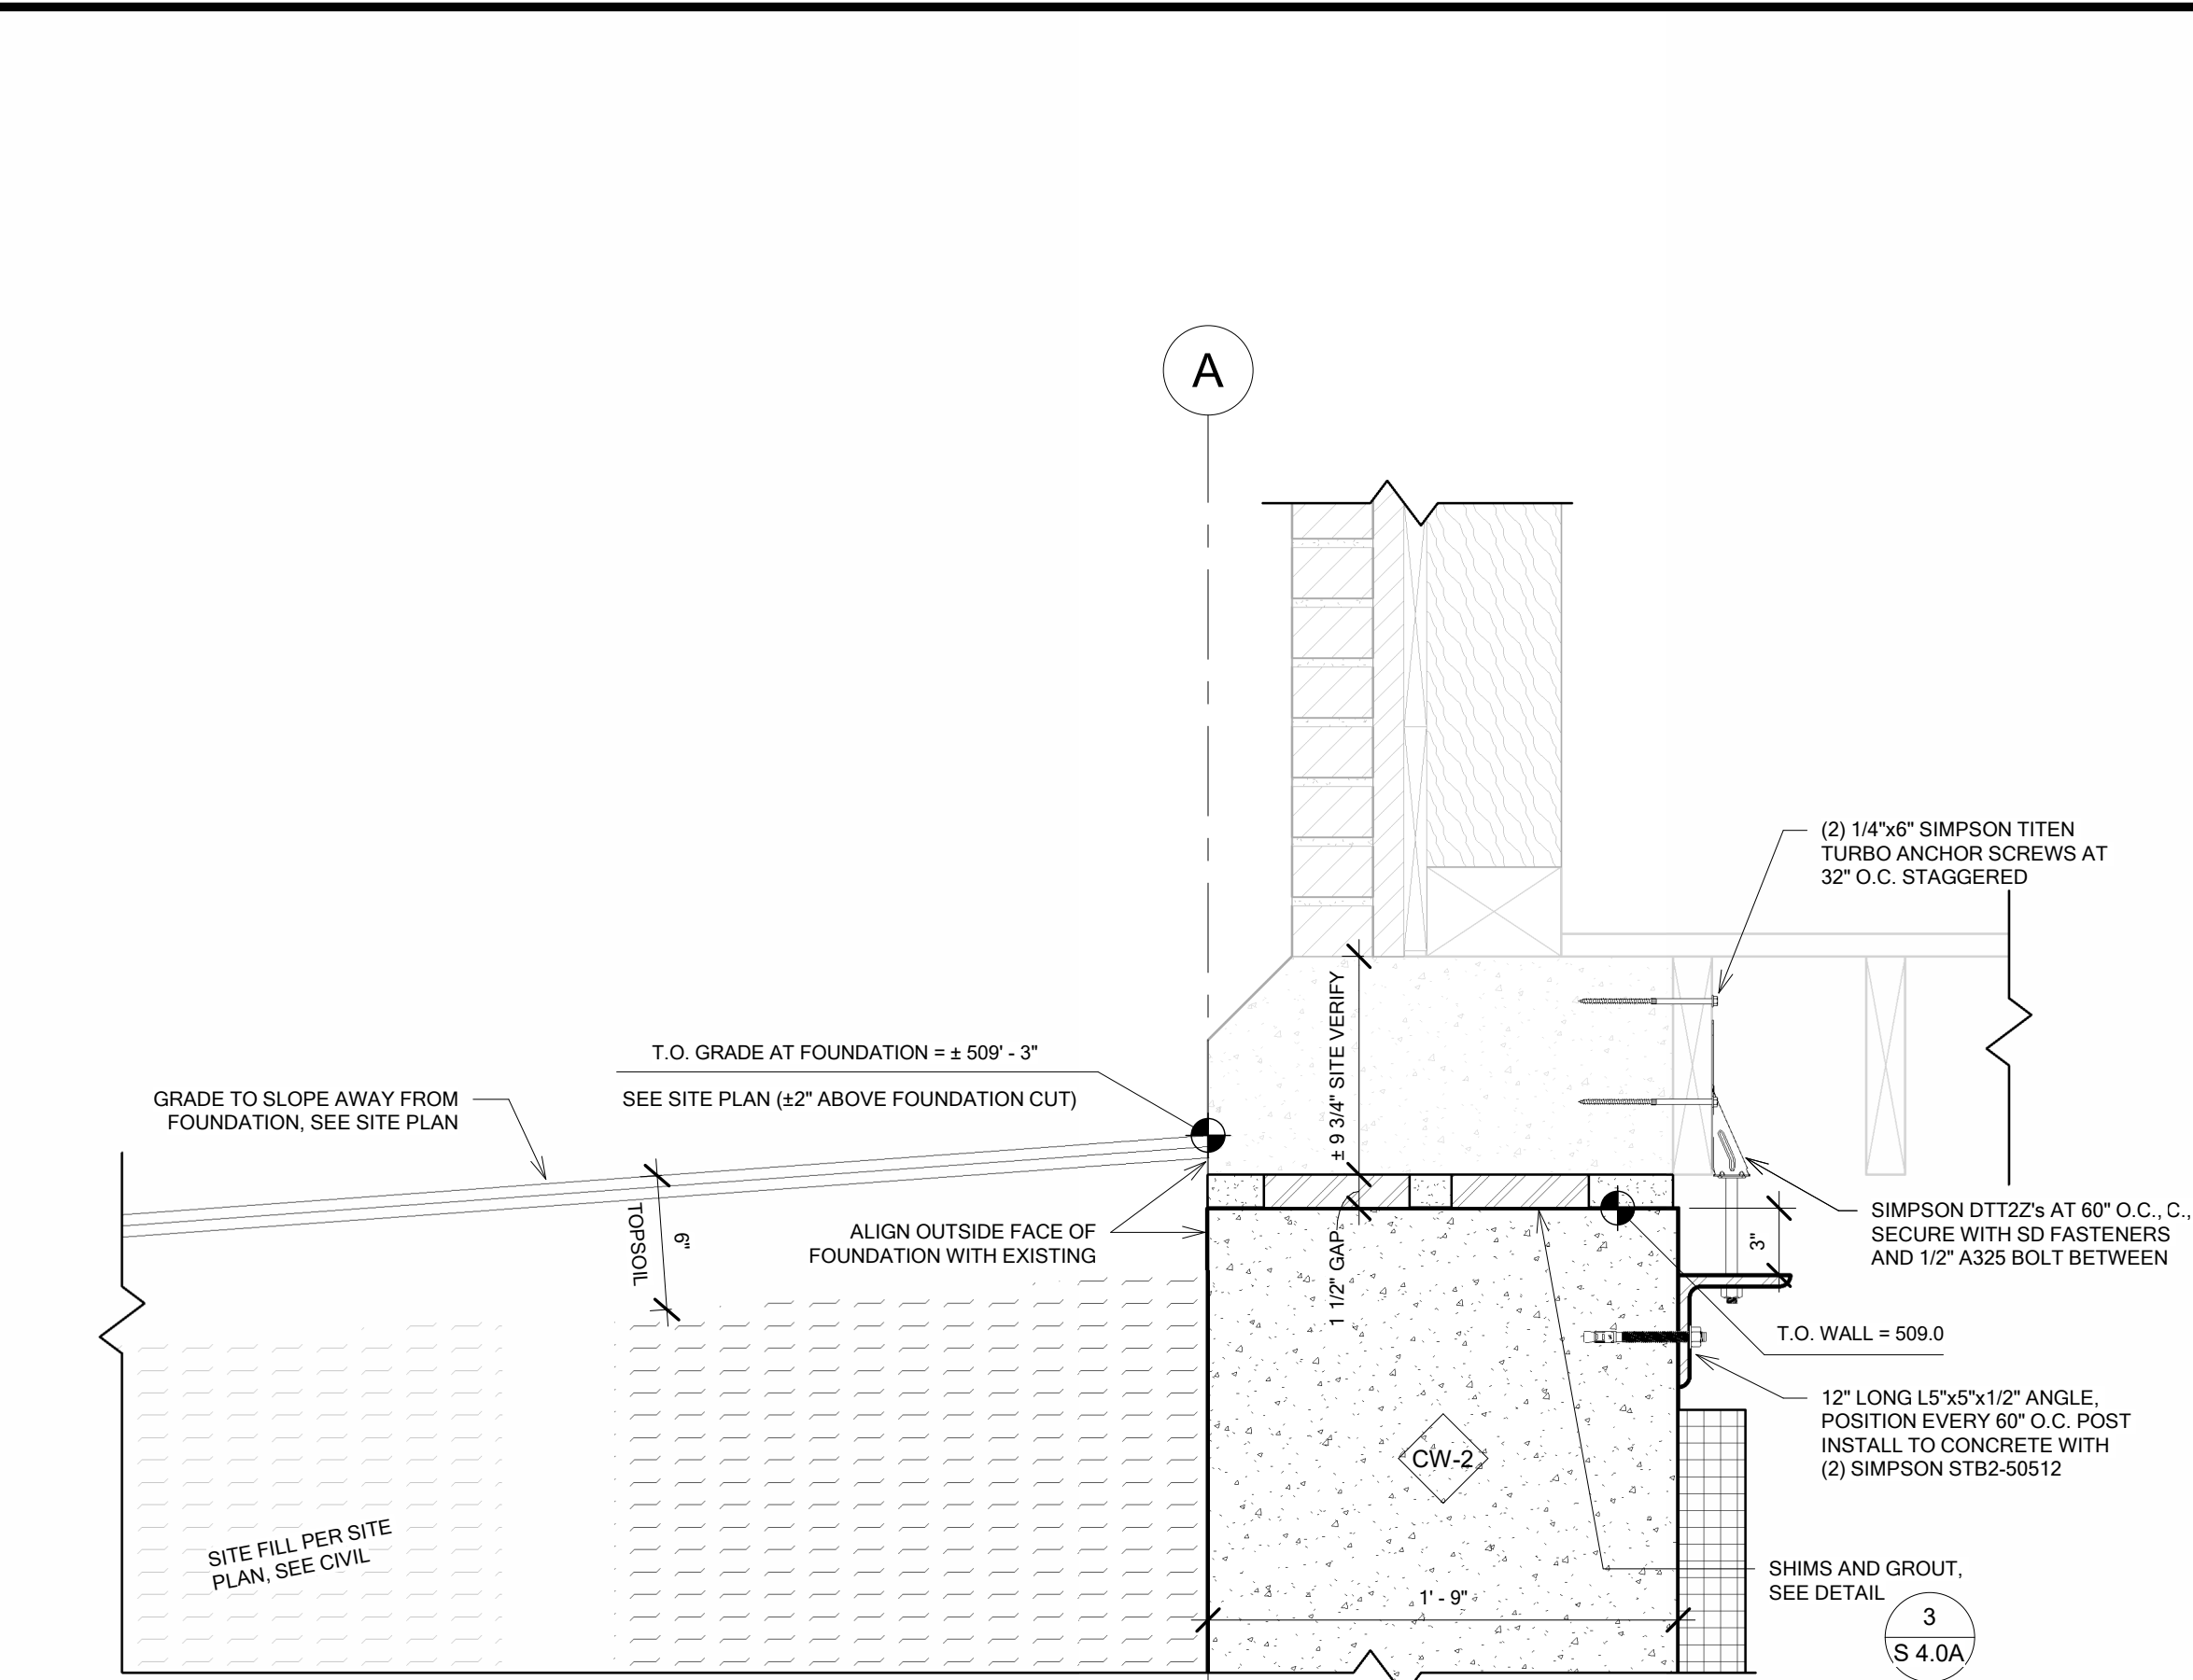 A
(2) 1/4"x6" SIMPSON TITEN
TURBO ANCHOR SCREWS AT
32" O.C. STAGGERED
± 9 3/4" SITE VERIFY
T.O. GRADE AT FOUNDATION = ± 509' - 3"
SEE SITE PLAN (±2" ABOVE FOUNDATION CUT)
GRADE TO SLOPE AWAY FROM
FOUNDATION, SEE SITE PLAN
TOPSOIL
6"
ALIGN OUTSIDE FACE OF
FOUNDATION WITH EXISTING
1 1/2" GAP
SIMPSON DTT2Z's AT 60" O.C., C.,
SECURE WITH SD FASTENERS
AND 1/2" A325 BOLT BETWEEN
3"
T.O. WALL = 509.0
12" LONG L5"x5"x1/2" ANGLE,
POSITION EVERY 60" O.C. POST
INSTALL TO CONCRETE WITH
(2) SIMPSON STB2-50512
CW-2
SITE FILL PER SITE
PLAN, SEE CIVIL
SHIMS AND GROUT,
SEE DETAIL
1' - 9"
3
S 4.0A